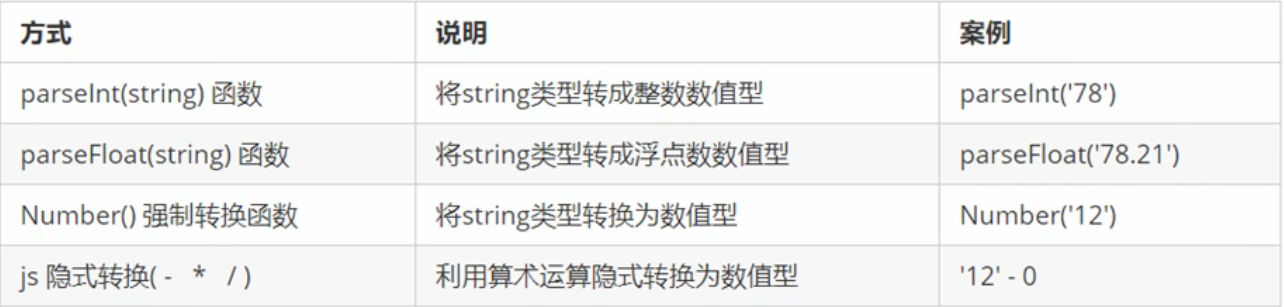 方式 说明 案例
parseInt(string) 函数 将string类型转成整数数值型 parseInt('78')
parseFloat(string) 函数 将string类型转成浮点数数值型 parseFloat('78.21')
Number() 强制转换函数 将string类型转换为数值型 Number('12')
js 隐式转换( - * / ) 利用算术运算隐式转换为数值型 '12' - 0